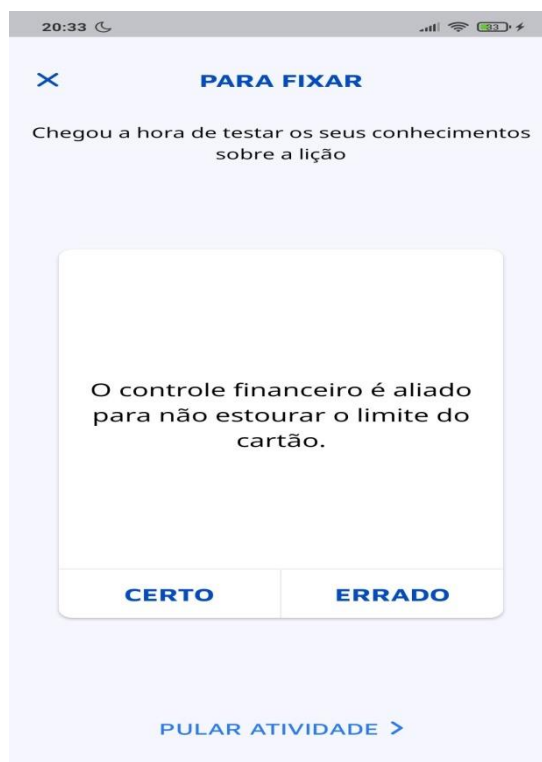 20:33
83
PARA FIXAR
Chegou a hora de testar os seus conhecimentos
sobre a lição
O controle financeiro é aliado
para não estourar o limite do
cartão.
CERTO
ERRADO
PULAR ATIVIDADE >